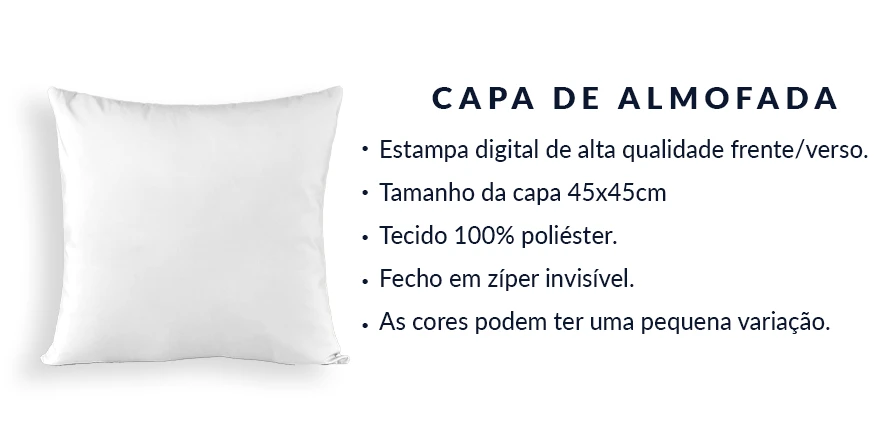 CAPA DE ALMOFADA
• Estampa digital de alta qualidade frente/verso.
• Tamanho da capa 45x45cm
• Tecido 100% poliéster.
• Fecho em zíper invisível.
• As cores podem ter uma pequena variação.